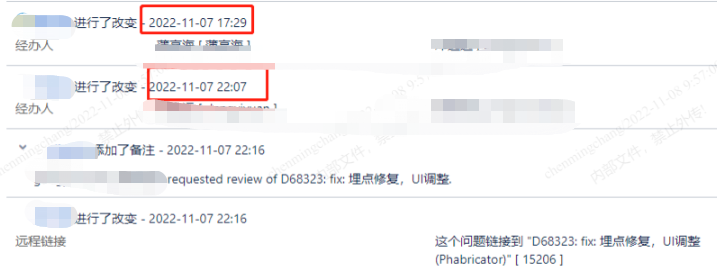 进行了改变 - 2022-11-07 17:29
经办人
进行了改变 - 2022-11-07 22:07
经办人
添加了备注 - 2022-11-07 22:16
requested review of D68323: fix: 埋点修复，UI调整.
进行了改变 - 2022-11-07 22:16
远程链接
这个问题链接到 "D68323: fix: 埋点修复，UI调整
(Phabricator)" [ 15206 ]